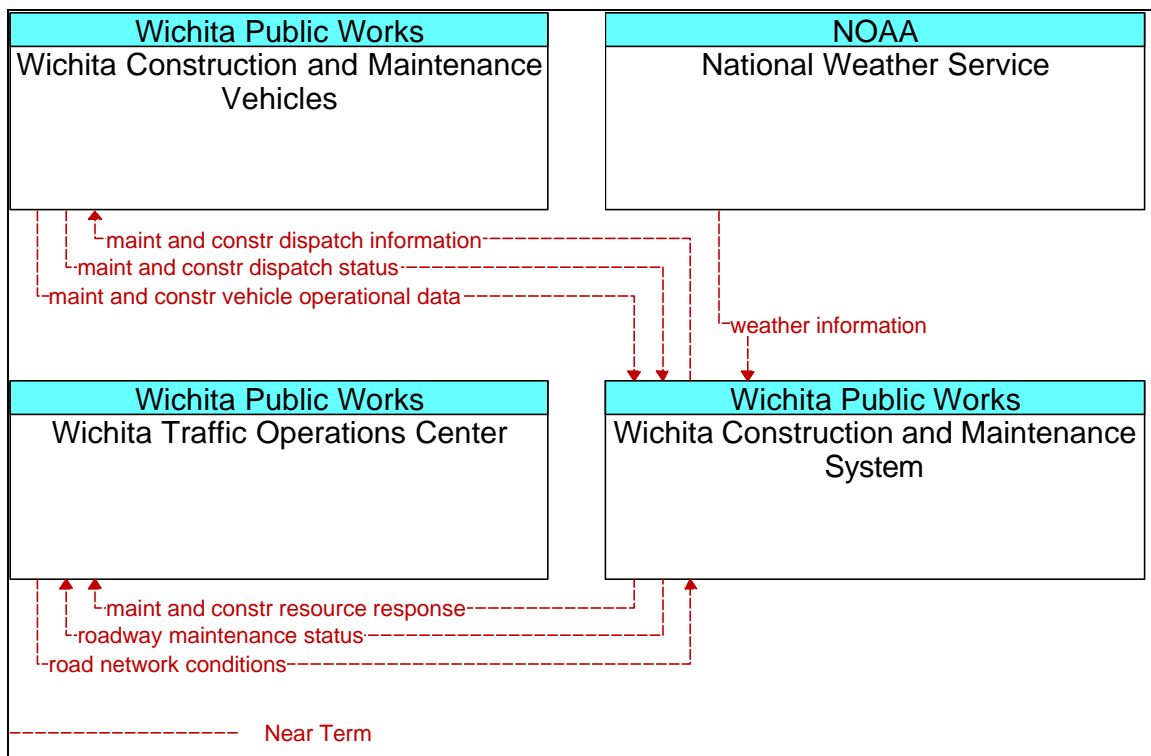 Wichita Public Works
Wichita Construction and Maintenance
Vehicles
NOAA
National Weather Service
maint and constr dispatch information
maint and constr dispatch status
maint and constr vehicle operational data
weather information
Wichita Public Works
Wichita Traffic Operations Center
Wichita Public Works
Wichita Construction and Maintenance
System
maint and constr resource response
roadway maintenance status
road network conditions
Near Term